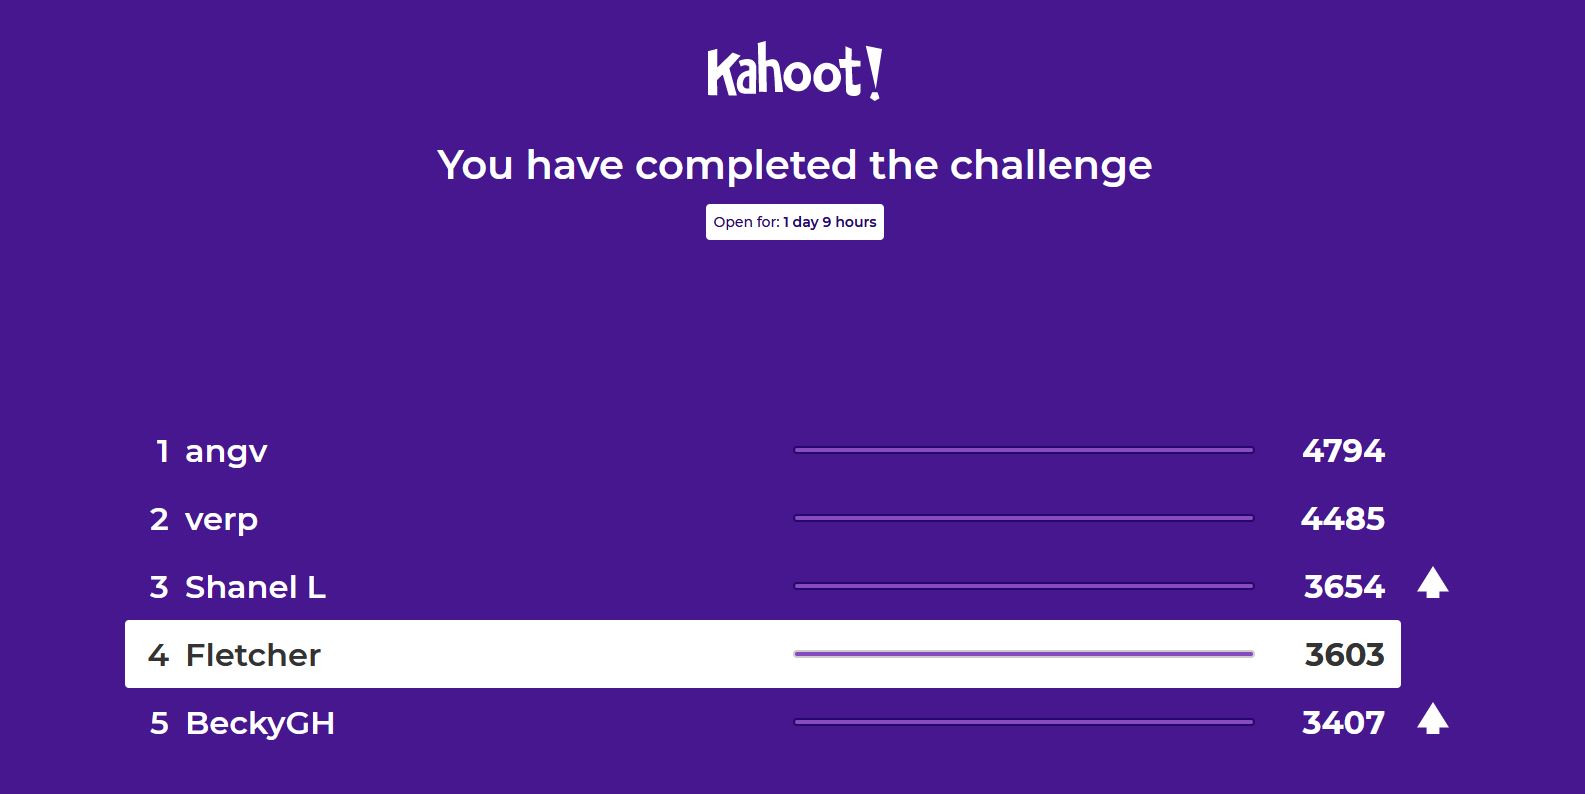 Kahoot!
You have completed the challenge
Open for: 1 day 9 hours
1 angv 4794
2 verp 4485
3 Shanel L 3654
4 Fletcher 3603
5 BeckyGH 3407